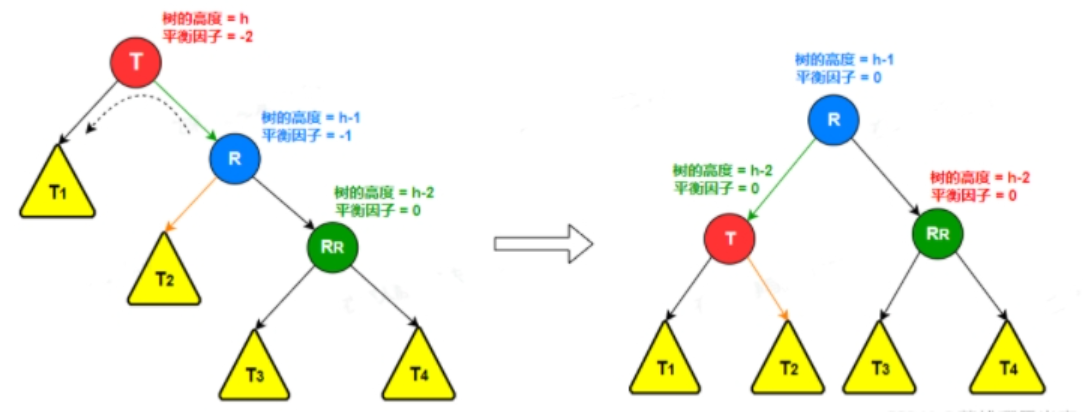 树的高度 = h
平衡因子 = -2
T
树的高度 = h-1
平衡因子 = -1
R
T1
树的高度 = h-2
平衡因子 = 0
RR
T2
T3
T4
树的高度 = h-1
平衡因子 = 0
R
树的高度 = h-2
平衡因子 = 0
树的高度 = h-2
平衡因子 = 0
T
RR
T1
T2
T3
T4